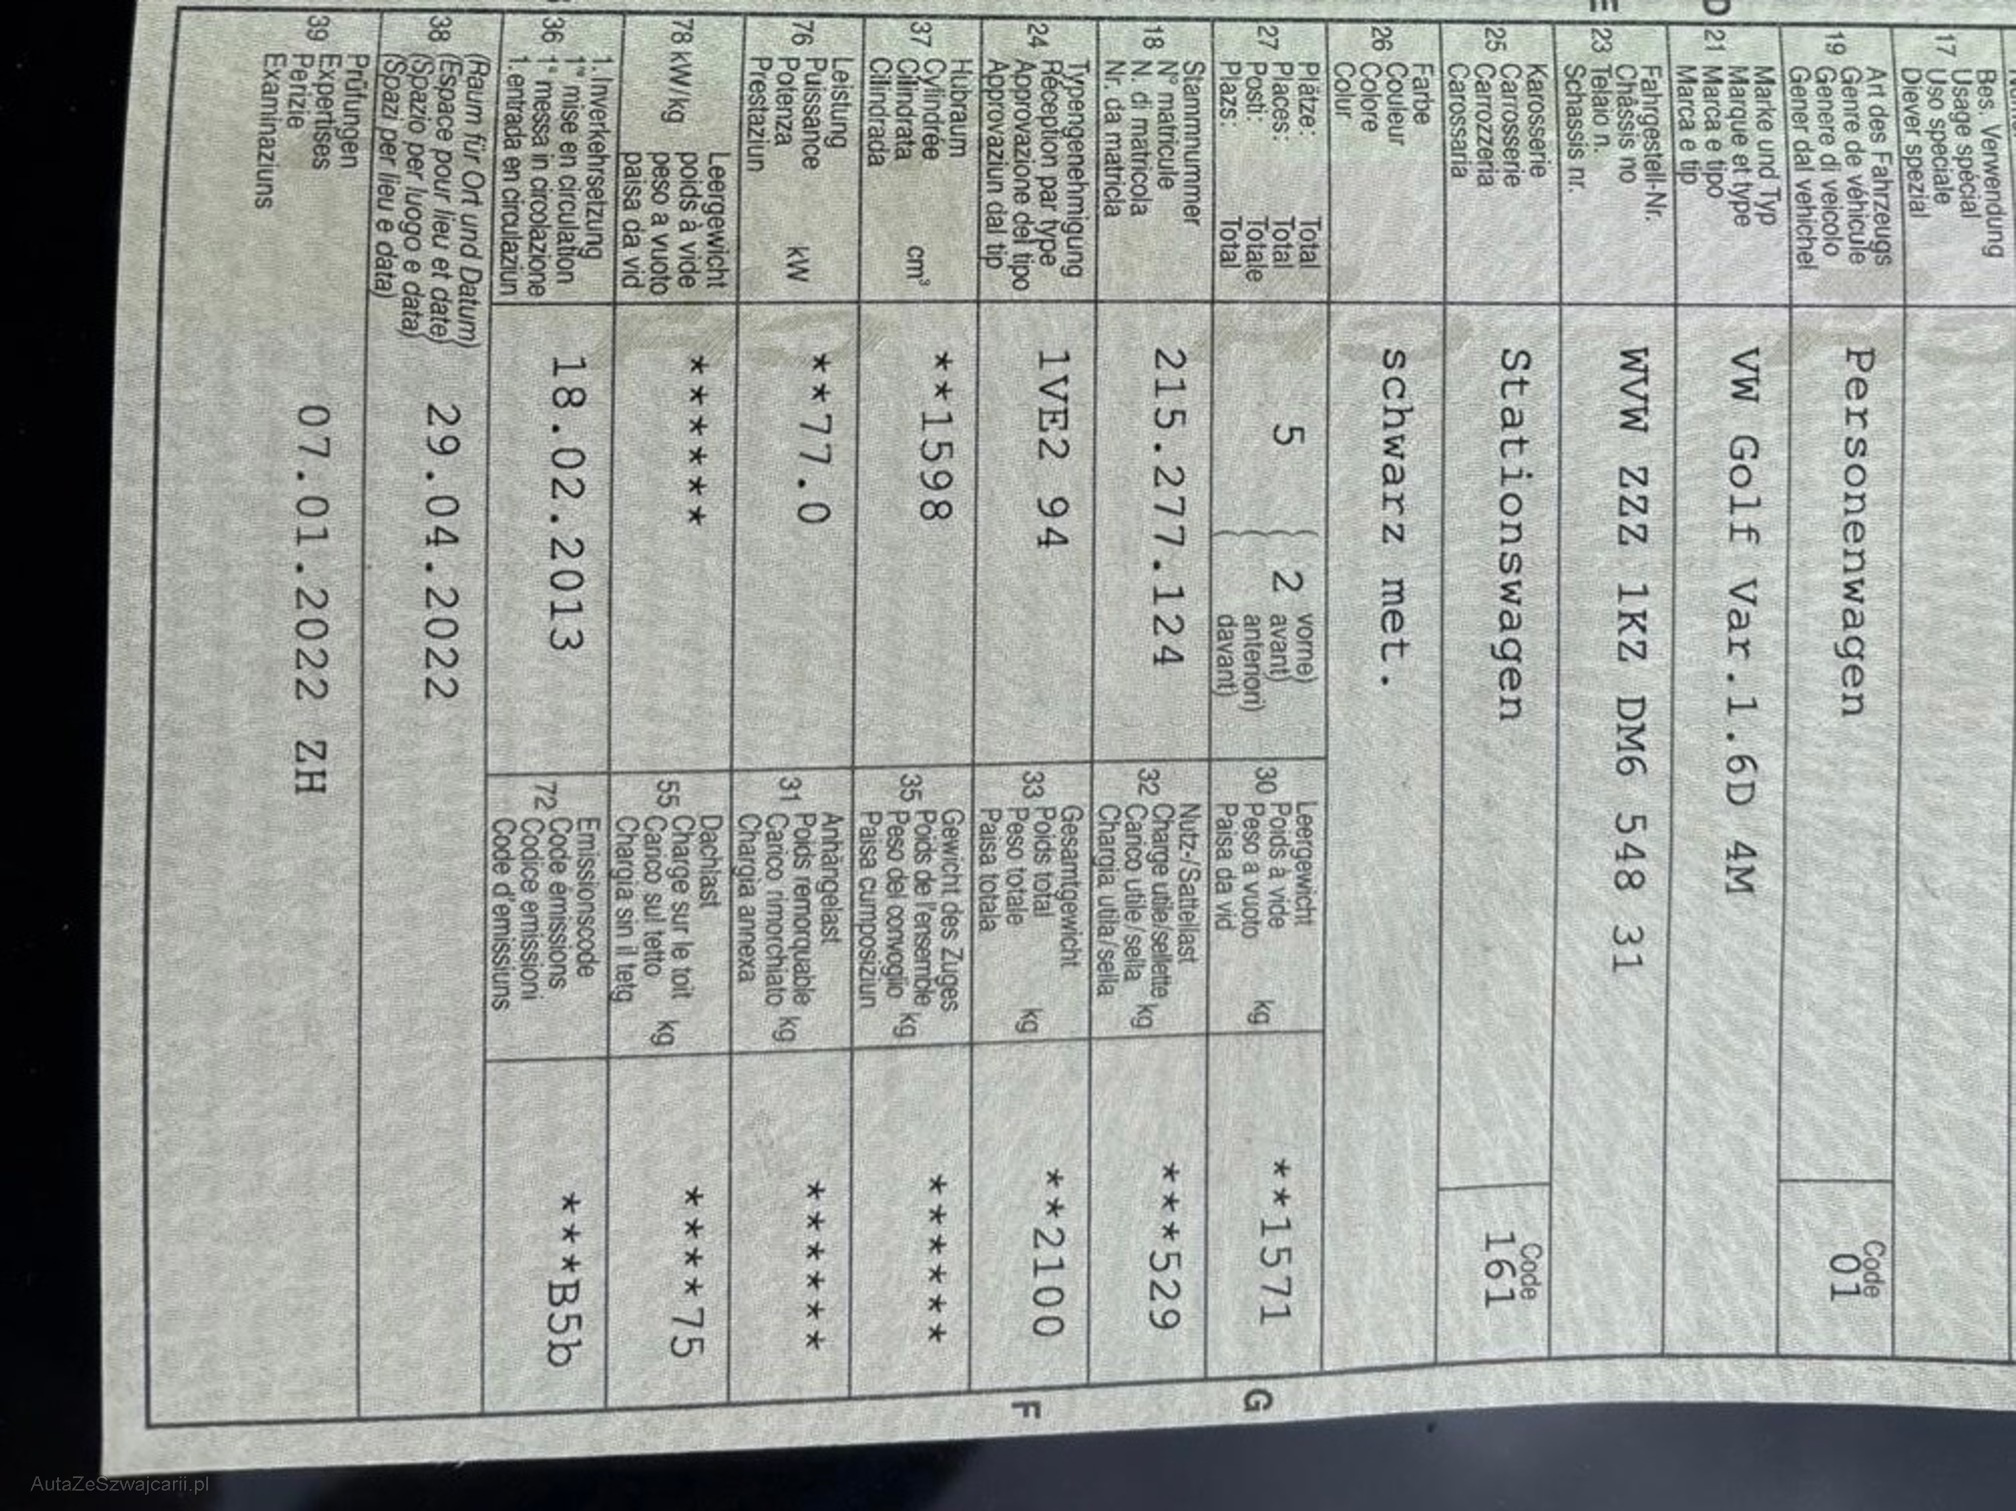 Bes. Verwendung
Usage spécial
17 Uso speciale
Diever spezial
Art des Fahrzeugs
Genre de véhicule
19 Genere di veicolo
Gener dal vehichel
Personenwagen
Code
01
D
Marke und Typ
Marque et type
21 Marca e tipo
Marca e tip
VW Golf Var.1.6D 4M
E
Fahrgestell-Nr.
Châssis no
23 Telaio n.
Schassis nr.
WVW ZZZ 1KZ DM6 548 31
Karosserie
Carrosserie
25 Carrozzeria
Carossaria
Stationswagen
Code
161
Farbe
26 Couleur
Colore
Colur
schwarz met.
Plätze: Total
Places: Total
27 Posti: Totale
Plazs: Total
5
2
vorne)
avant)
anteriori)
davant)
Leergewicht
Poids à vide
30 Peso a vuoto kg
Paisa da vid
**1571
G
Stammnummer
Nº matricule
18 N. di matricola
Nr. da matricla
215.277.124
Nutz-/Sattellast
Charge utile/sellette
32 Carico utile/sella kg
Chargia utila/sella
***529
Typengenehmigung
Réception par type
24 Approvazione del tipo
Approvaziun dal tip
1VE2 94
Gesamtgewicht
Poids total
33 Peso totale kg
Paisa totala
**2100
F
Hubraum
Cylindrée
37 Cilindrata cm³
Cilindrada
**1598
Gewicht des Zuges
Poids de l'ensemble
35 Peso del convoglio kg
Paisa cumposiziun
******
Leistung
Puissance
76 Potenza kW
Prestaziun
**77.0
Anhängelast
Poids remorquable
31 Carico rimorchiato kg
Chargia annexa
******
Leergewicht
78 kW/kg poids à vide
peso a vuoto
paisa da vid
******
Dachlast
Charge sur le toit
55 Carico sul tetto kg
Chargia sin il tetg
****75
1. Inverkehrsetzung
1re mise en circulation
36 1a messa in circolazione
1. entrada en circulaziun
18.02.2013
Emissionscode
Code émissions
72 Codice emissioni
Code d'emissiuns
***B5b
(Raum für Ort und Datum)
38 (Espace pour lieu et date)
(Spazio per luogo e data)
(Spazi per lieu e data)
29.04.2022
Prüfungen
39 Expertises
Perizie
Examinaziuns
07.01.2022 ZH
AutaZeSzwajcarii.pl